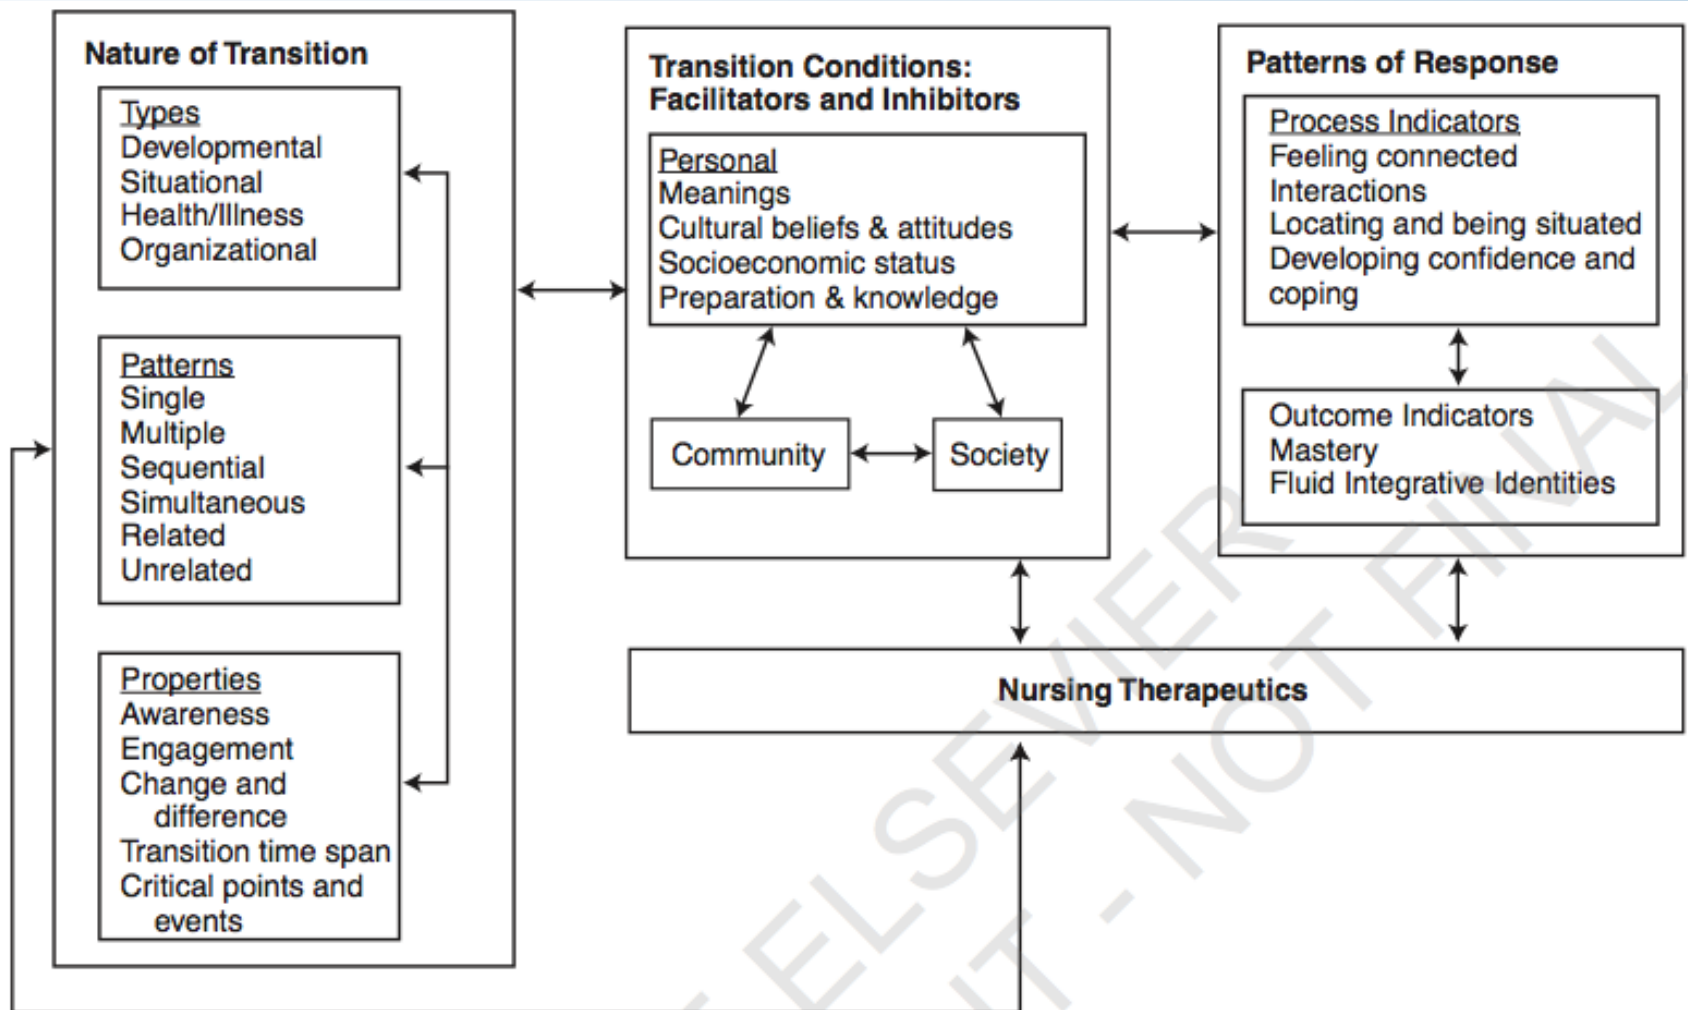 Nature of Transition
Types
Developmental
Situational
Health/Illness
Organizational
Patterns
Single
Multiple
Sequential
Simultaneous
Related
Unrelated
Properties
Awareness
Engagement
Change and
difference
Transition time span
Critical points and
events
Transition Conditions:
Facilitators and Inhibitors
Personal
Meanings
Cultural beliefs & attitudes
Socioeconomic status
Preparation & knowledge
Community
Society
Patterns of Response
Process Indicators
Feeling connected
Interactions
Locating and being situated
Developing confidence and
coping
Outcome Indicators
Mastery
Fluid Integrative Identities
Nursing Therapeutics
ELSEVIER
- NOT FINAL